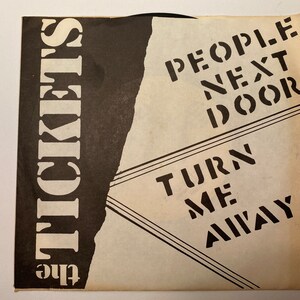 the TICKETS
PEOPLE
NEXT
DOOR
TURN
ME
AWAY